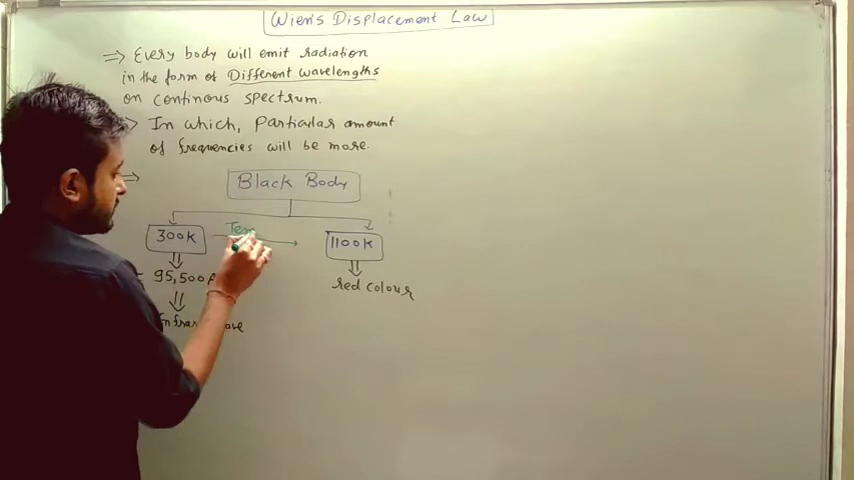 Wien's Displacement Law
⇒ Every body will emit radiation
in the form of Different wavelengths
on continous spectrum.
In which, Particular amount
of frequencies will be more.
⇒ Black Body
300K
1100K
95,500
red colour